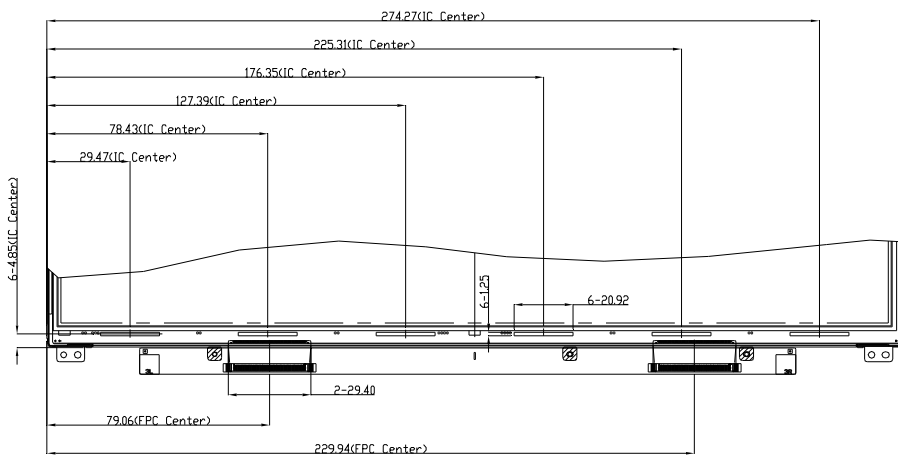 274.27(IC Center)
225.31(IC Center)
176.35(IC Center)
127.39(IC Center)
78.43(IC Center)
29.47(IC Center)
6-4.85(IC Center)
6-1.25
6-20.92
2-29.40
79.06(FPC Center)
229.94(FPC Center)